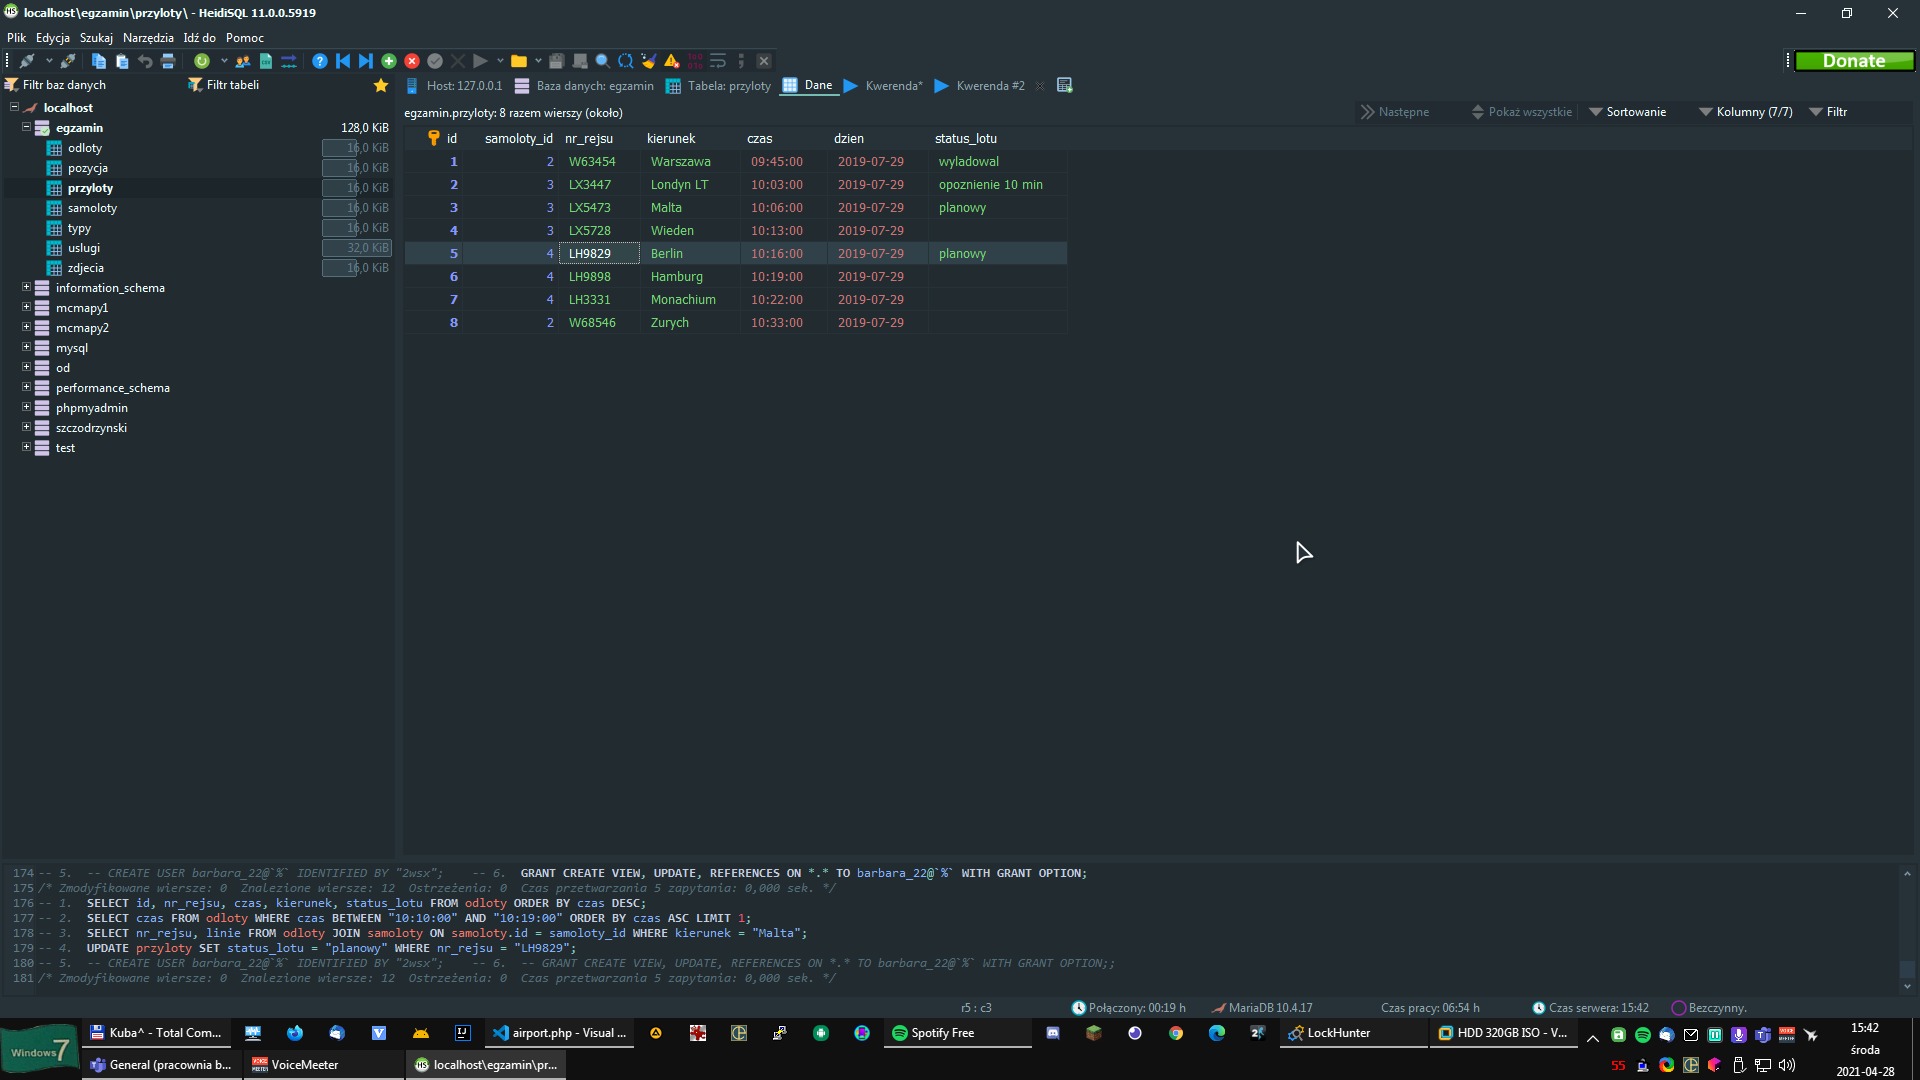 localhost\egzamin\przyloty\ - HeidiSQL 11.0.0.5919
Plik Edycja Szukaj Narzędzia Idź do Pomoc
Donate
Filtr baz danych Filtr tabeli
Host: 127.0.0.1 Baza danych: egzamin Tabela: przyloty Dane Kwerenda* Kwerenda #2
egzamin.przyloty: 8 razem wierszy (około) Następne Pokaż wszystkie Sortowanie Kolumny (7/7) Filtr
localhost
egzamin 128,0 KiB
odloty 16,0 KiB
pozycja 16,0 KiB
przyloty 16,0 KiB
samoloty 16,0 KiB
typy 16,0 KiB
uslugi 32,0 KiB
zdjecia 16,0 KiB
information_schema
mcmapy1
mcmapy2
mysql
od
performance_schema
phpmyadmin
szczodrzynski
test
id samoloty_id nr_rejsu kierunek czas dzien status_lotu
1 2 W63454 Warszawa 09:45:00 2019-07-29 wyladowal
2 3 LX3447 Londyn LT 10:03:00 2019-07-29 opoznienie 10 min
3 3 LX5473 Malta 10:06:00 2019-07-29 planowy
4 3 LX5728 Wieden 10:13:00 2019-07-29
5 4 LH9829 Berlin 10:16:00 2019-07-29 planowy
6 4 LH9898 Hamburg 10:19:00 2019-07-29
7 4 LH3331 Monachium 10:22:00 2019-07-29
8 2 W68546 Zurych 10:33:00 2019-07-29
174 -- 5.  -- CREATE USER barbara_22@`%` IDENTIFIED BY "2wsx";    -- 6.  GRANT CREATE VIEW, UPDATE, REFERENCES ON *.* TO barbara_22@`%` WITH GRANT OPTION;
175 /* Zmodyfikowane wiersze: 0  Znalezione wiersze: 12  Ostrzeżenia: 0  Czas przetwarzania 5 zapytania: 0,000 sek. */
176 -- 1.  SELECT id, nr_rejsu, czas, kierunek, status_lotu FROM odloty ORDER BY czas DESC;
177 -- 2.  SELECT czas FROM odloty WHERE czas BETWEEN "10:10:00" AND "10:19:00" ORDER BY czas ASC LIMIT 1;
178 -- 3.  SELECT nr_rejsu, linie FROM odloty JOIN samoloty ON samoloty.id = samoloty_id WHERE kierunek = "Malta";
179 -- 4.  UPDATE przyloty SET status_lotu = "planowy" WHERE nr_rejsu = "LH9829";
180 -- 5.  -- CREATE USER barbara_22@`%` IDENTIFIED BY "2wsx";    -- 6.  -- GRANT CREATE VIEW, UPDATE, REFERENCES ON *.* TO barbara_22@`%` WITH GRANT OPTION;;
181 /* Zmodyfikowane wiersze: 0  Znalezione wiersze: 12  Ostrzeżenia: 0  Czas przetwarzania 5 zapytania: 0,000 sek. */
r5 : c3 Połączony: 00:19 h MariaDB 10.4.17 Czas pracy: 06:54 h Czas serwera: 15:42 Bezczynny.
Windows 7
Kuba^ - Total Com... airport.php - Visual ... Spotify Free LockHunter HDD 320GB ISO - V... 15:42
środa
General (pracownia b... VoiceMeeter localhost\egzamin\pr... 55 2021-04-28